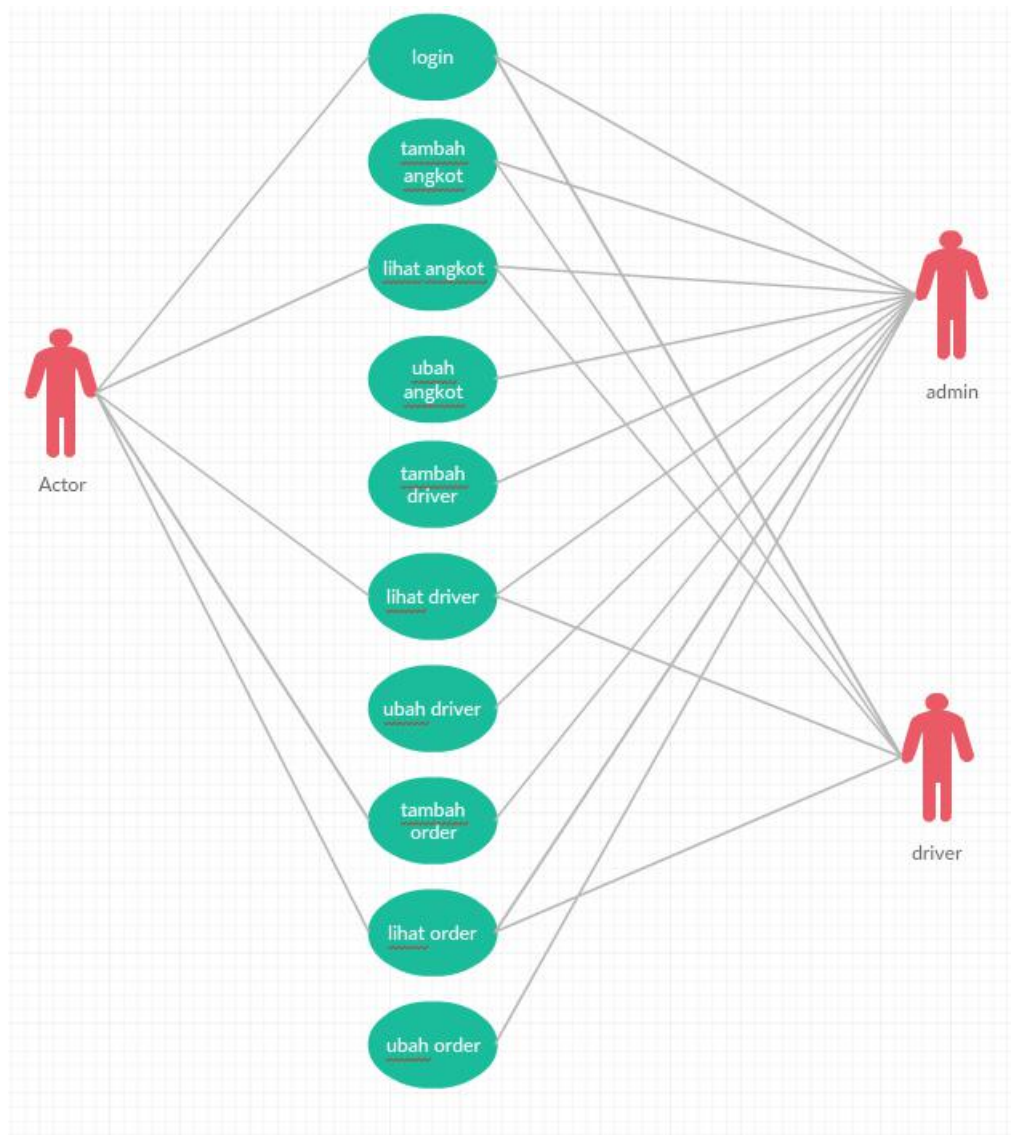 login
tambah
angkot
lihat angkot
ubah
angkot
tambah
driver
lihat driver
ubah driver
tambah
order
lihat order
ubah order
Actor
admin
driver